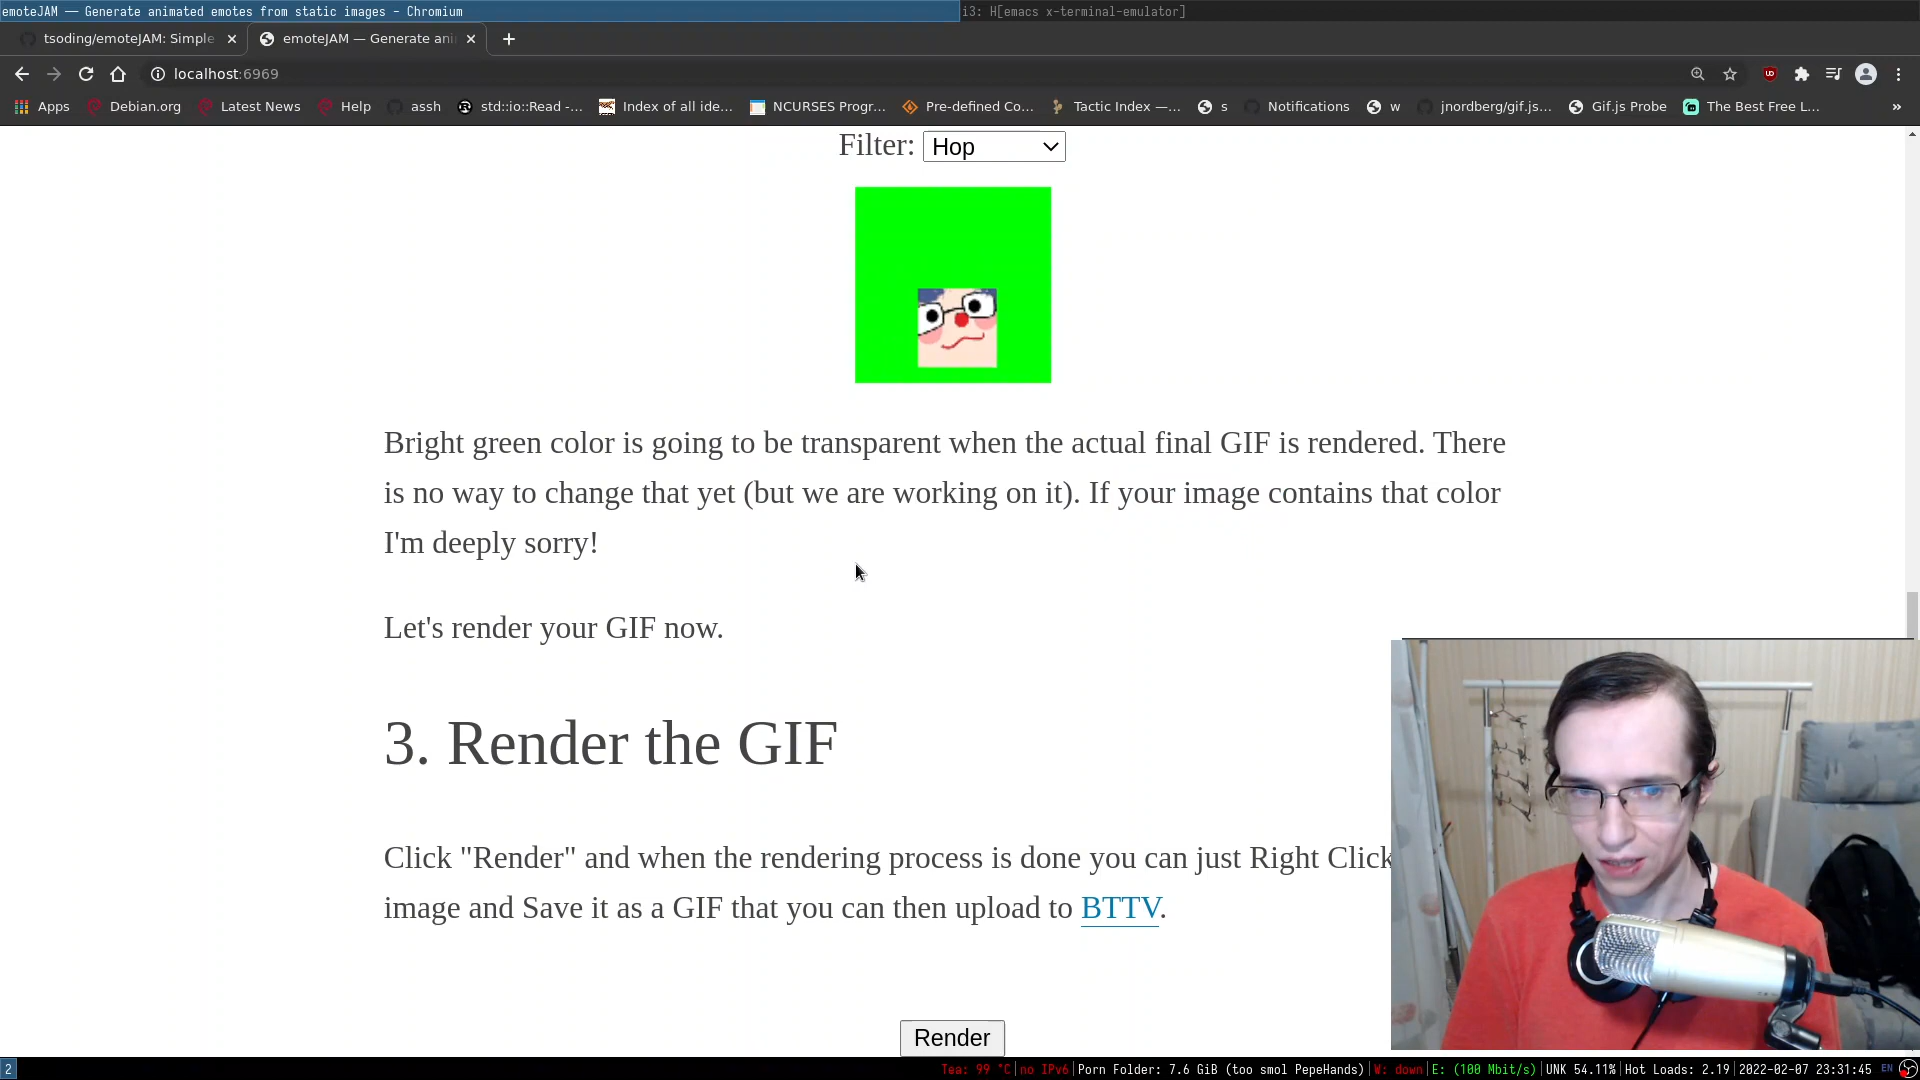 emoteJAM — Generate animated emotes from static images - Chromium
i3: H[emacs x-terminal-emulator]
tsoding/emoteJAM: Simple
emoteJAM — Generate ani
localhost:6969
Apps
Debian.org
Latest News
Help
assh
std::io::Read -...
Index of all ide...
NCURSES Progr...
Pre-defined Co...
Tactic Index —...
s
Notifications
w
jnordberg/gif.js...
Gif.js Probe
The Best Free L...
»
Filter: Hop
Bright green color is going to be transparent when the actual final GIF is rendered. There
is no way to change that yet (but we are working on it). If your image contains that color
I'm deeply sorry!
Let's render your GIF now.
3. Render the GIF
Click "Render" and when the rendering process is done you can just Right Click
image and Save it as a GIF that you can then upload to BTTV.
Render
2
Tea: 99 °C|no IPv6|Porn Folder: 7.6 GiB (too smol PepeHands)|W: down|E: (100 Mbit/s)|UNK 54.11%|Hot Loads: 2.19|2022-02-07 23:31:45 EN